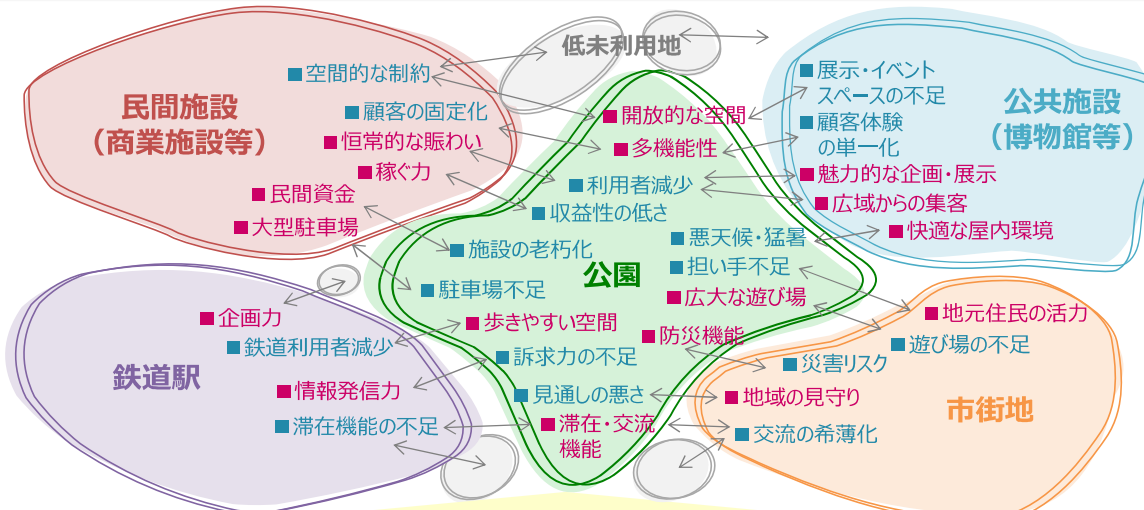 低未利用地
民間施設
（商業施設等）
■空間的な制約
■顧客の固定化
■恒常的な賑わい
■稼ぐ力
■民間資金
■大型駐車場
公共施設
（博物館等）
■展示・イベント
スペースの不足
■顧客体験
の単一化
■魅力的な企画・展示
■広域からの集客
■快適な屋内環境
公園
■開放的な空間
■多機能性
■利用者減少
■収益性の低さ
■施設の老朽化
■駐車場不足
■歩きやすい空間
■訴求力の不足
■見通しの悪さ
■滞在・交流
機能
■悪天候・猛暑
■担い手不足
■広大な遊び場
■防災機能
鉄道駅
■企画力
■鉄道利用者減少
■情報発信力
■滞在機能の不足
市街地
■地元住民の活力
■遊び場の不足
■災害リスク
■地域の見守り
■交流の希薄化